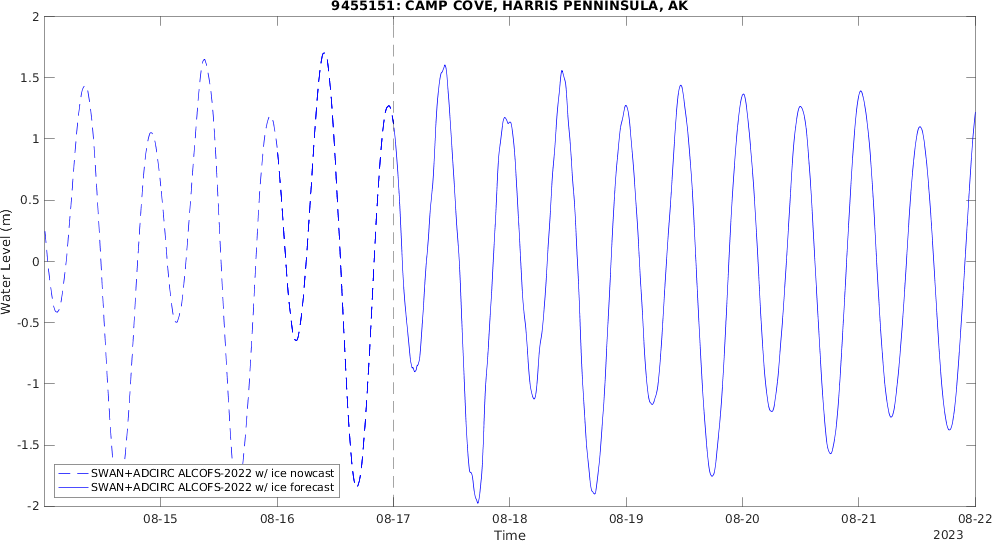 9455151: CAMP COVE, HARRIS PENNINSULA, AK
Water Level (m)
2
1.5
1
0.5
0
-0.5
-1
-1.5
-2
SWAN+ADCIRC ALCOFS-2022 w/ ice nowcast
SWAN+ADCIRC ALCOFS-2022 w/ ice forecast
08-15 08-16 08-17 08-18 08-19 08-20 08-21 08-22
Time
2023